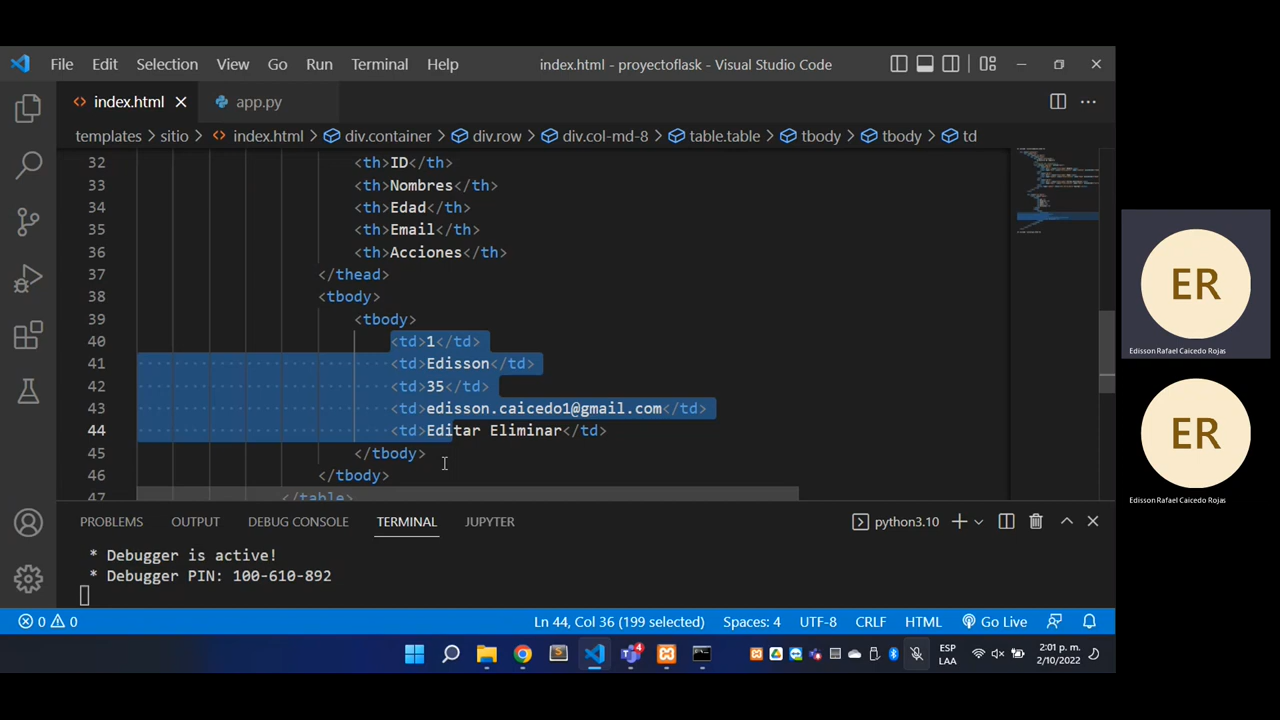 File Edit Selection View Go Run Terminal Help index.html - proyectoflask - Visual Studio Code
index.html app.py
templates > sitio > index.html > div.container > div.row > div.col-md-8 > table.table > tbody > tbody > td
32 <th>ID</th>
33 <th>Nombres</th>
34 <th>Edad</th>
35 <th>Email</th>
36 <th>Acciones</th>
37 </thead>
38 <tbody>
39 <tbody>
40 <td>1</td>
41 <td>Edisson</td>
42 <td>35</td>
43 <td>edisson.caicedo1@gmail.com</td>
44 <td>Editar Eliminar</td>
45 </tbody>
46 </tbody>
47 </table>
PROBLEMS OUTPUT DEBUG CONSOLE TERMINAL JUPYTER python3.10
* Debugger is active!
* Debugger PIN: 100-610-892
0 0 Ln 44, Col 36 (199 selected) Spaces: 4 UTF-8 CRLF HTML Go Live
4 ESP LAA 2:01 p. m. 2/10/2022
ER
Edisson Rafael Caicedo Rojas
ER
Edisson Rafael Caicedo Rojas